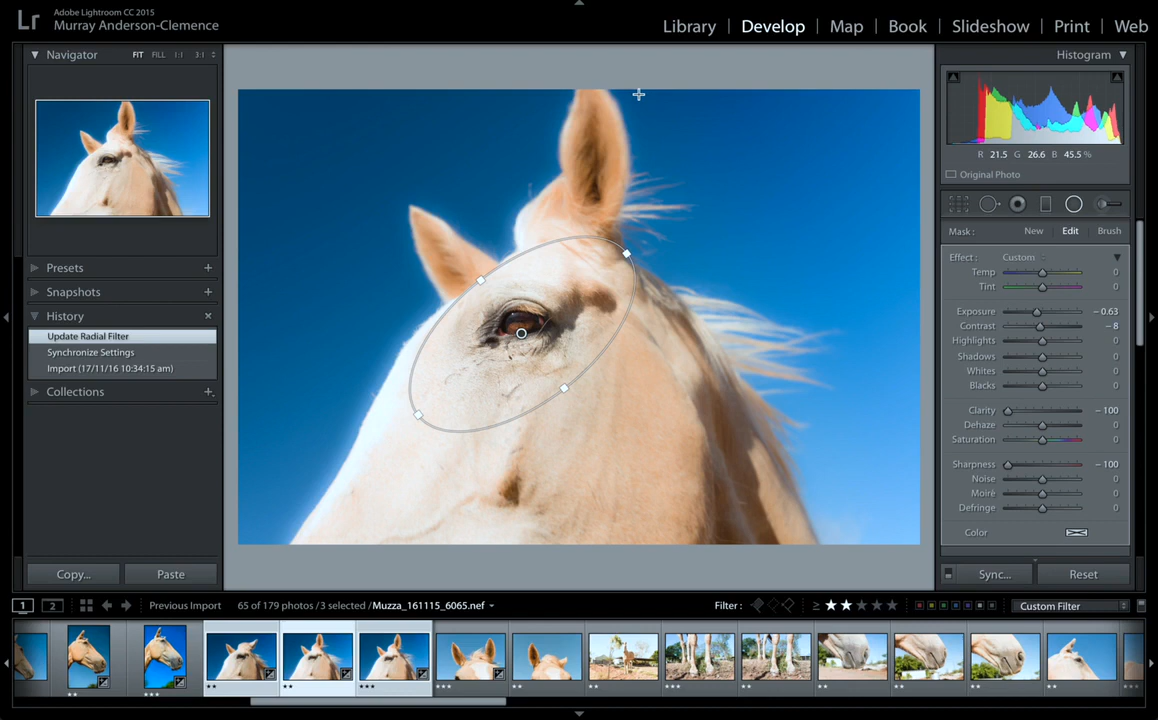 Lr
Adobe Lightroom CC 2015
Murray Anderson-Clemence
Library | Develop | Map | Book | Slideshow | Print | Web
Navigator FIT FILL 1:1 3:1
Histogram
R 21.5 G 26.6 B 45.5 %
Original Photo
Mask : New Edit Brush
Effect : Custom
Temp 0
Tint 0
Exposure – 0.63
Contrast – 8
Highlights 0
Shadows 0
Whites 0
Blacks 0
Clarity – 100
Dehaze 0
Saturation 0
Sharpness – 100
Noise 0
Moiré 0
Defringe 0
Color
Presets +
Snapshots +
History ×
Update Radial Filter
Synchronize Settings
Import (17/11/16 10:34:15 am)
Collections +
Copy... Paste
Sync... Reset
1 2 Previous Import 65 of 179 photos /3 selected /Muzza_161115_6065.nef Filter : ≥ ★★★★★ Custom Filter